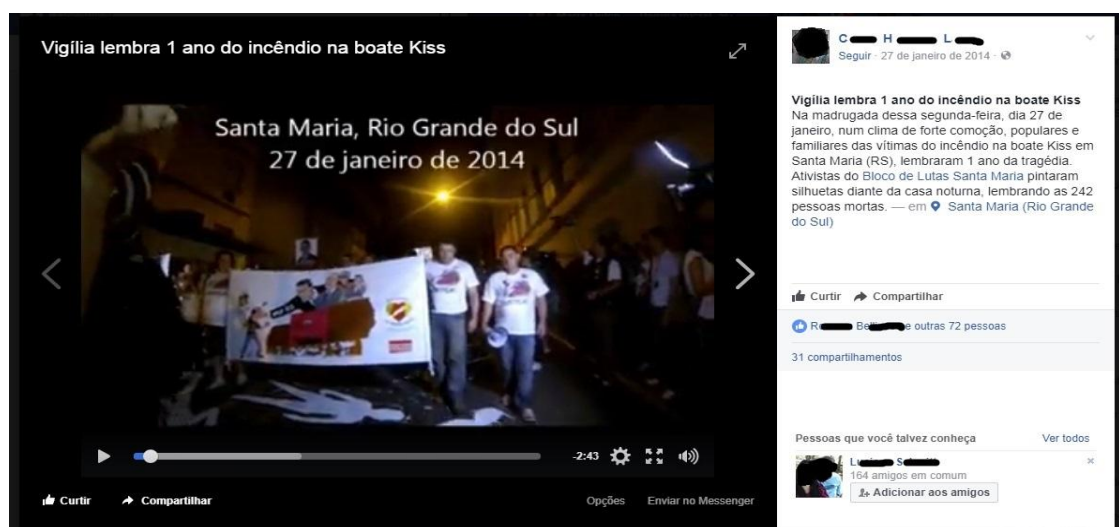 Vigília lembra 1 ano do incêndio na boate Kiss
Santa Maria, Rio Grande do Sul
27 de janeiro de 2014
-2:43
Curtir Compartilhar
Opções Enviar no Messenger
C H L
Seguir · 27 de janeiro de 2014 ·
Vigília lembra 1 ano do incêndio na boate Kiss
Na madrugada dessa segunda-feira, dia 27 de
janeiro, num clima de forte comoção, populares e
familiares das vítimas do incêndio na boate Kiss em
Santa Maria (RS), lembraram 1 ano da tragédia.
Ativistas do Bloco de Lutas Santa Maria pintaram
silhuetas diante da casa noturna, lembrando as 242
pessoas mortas. — em Santa Maria (Rio Grande
do Sul)
Curtir Compartilhar
e outras 72 pessoas
31 compartilhamentos
Pessoas que você talvez conheça Ver todos
164 amigos em comum
Adicionar aos amigos